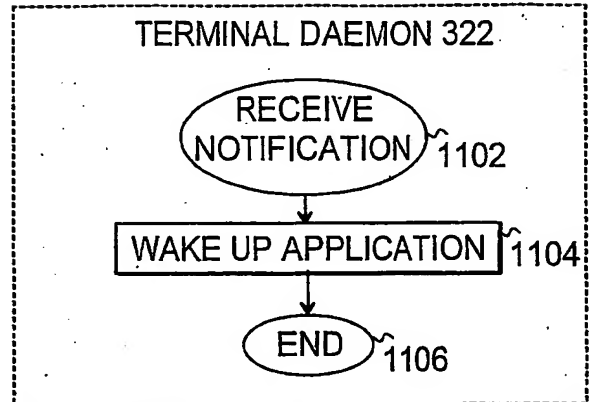 TERMINAL DAEMON 322
RECEIVE
NOTIFICATION
1102
WAKE UP APPLICATION
1104
END
1106